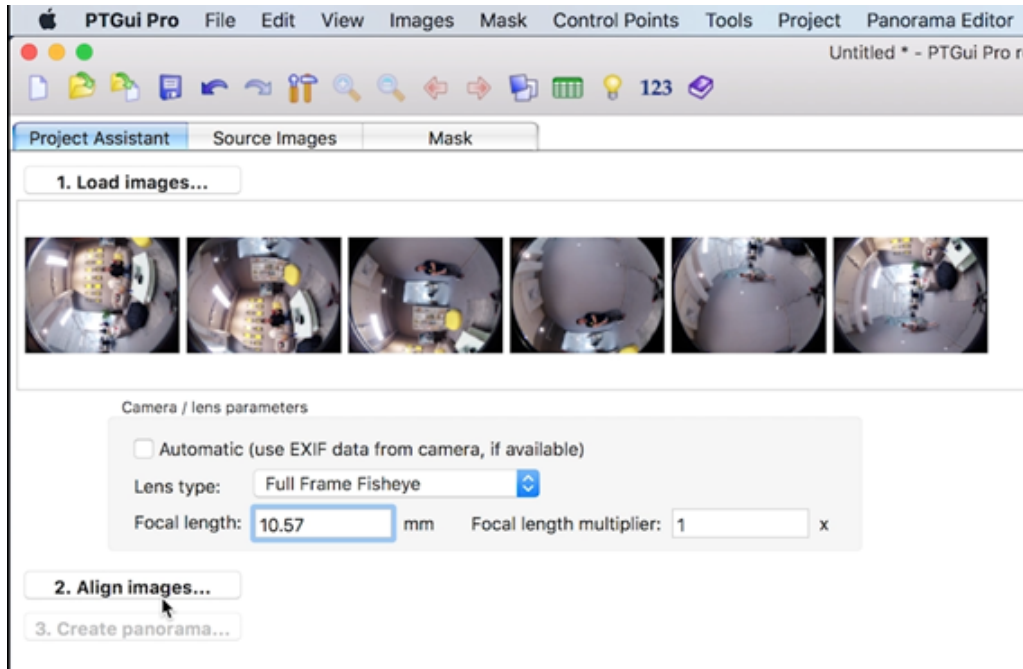 PTGui Pro File Edit View Images Mask Control Points Tools Project Panorama Editor
Untitled * - PTGui Pro
123
Project Assistant Source Images Mask
1. Load images...
Camera / lens parameters
Automatic (use EXIF data from camera, if available)
Lens type: Full Frame Fisheye
Focal length: 10.57 mm Focal length multiplier: 1 x
2. Align images...
3. Create panorama...